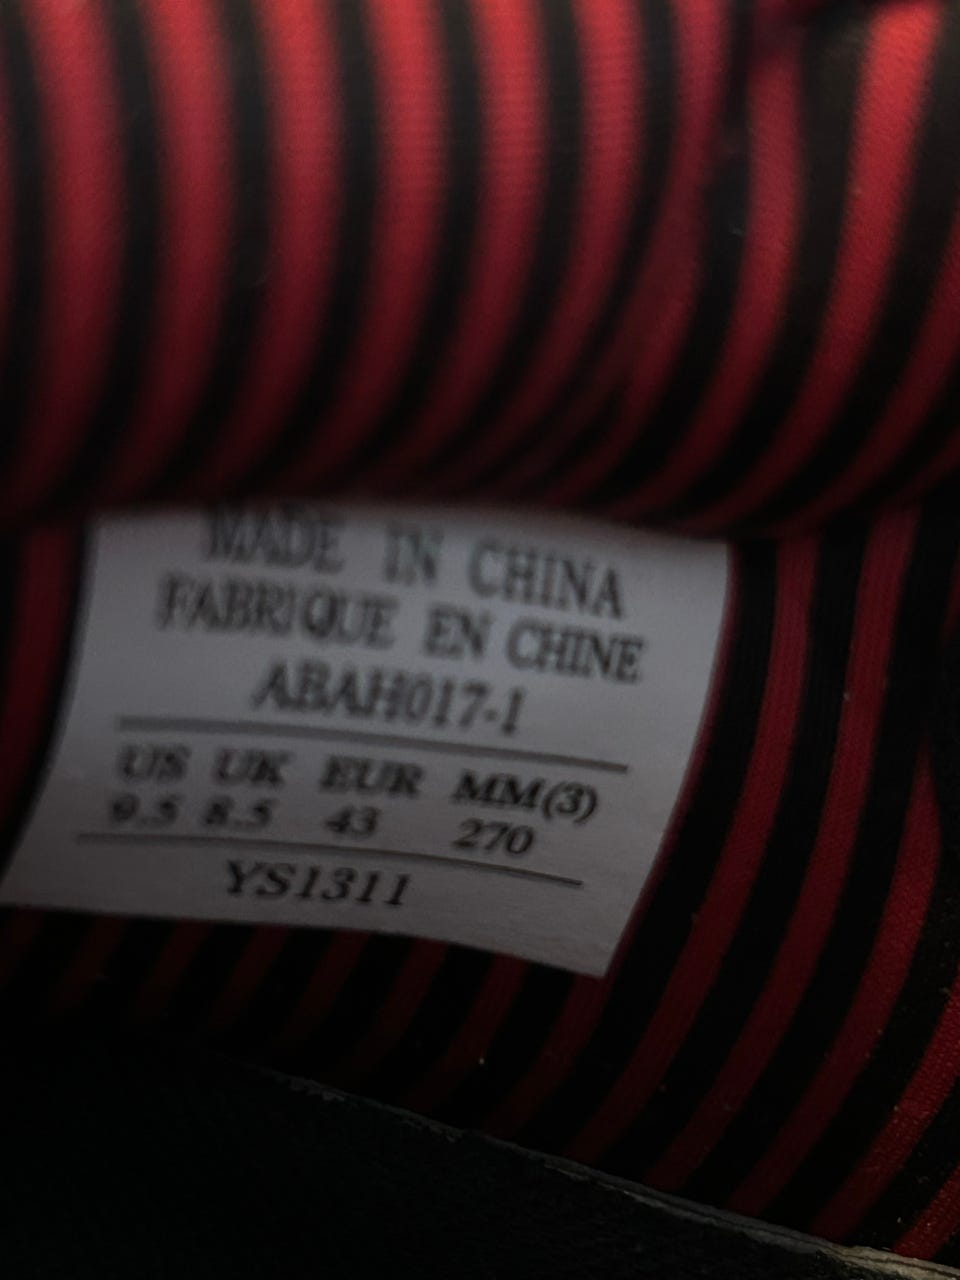 MADE IN CHINA
FABRIQUE EN CHINE
ABAH017-1
US UK EUR MM(3)
9.5 8.5 43 270
YS1311